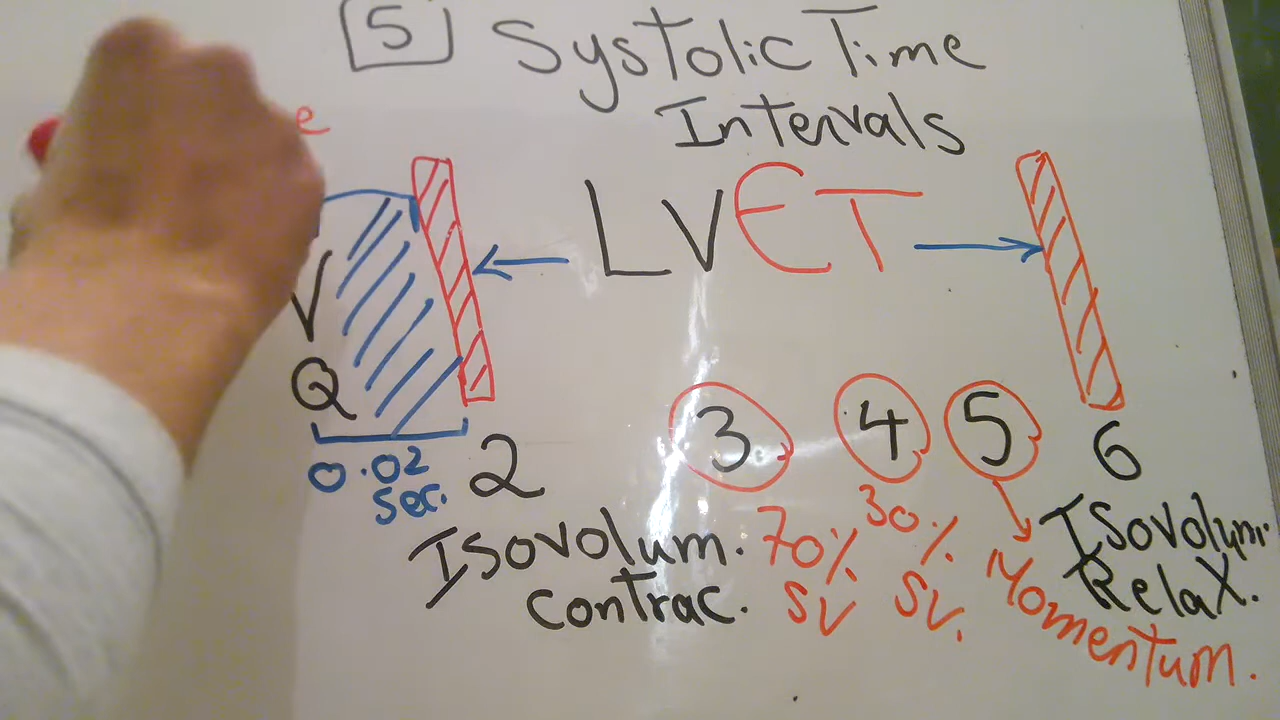 5 Systolic Time
Intervals
LVET
V
Q
0.02
sec.
2
3
4
5
6
Isovolum.
contrac.
70%
SV
30%
SV.
Momentum.
Isovolum.
Relax.